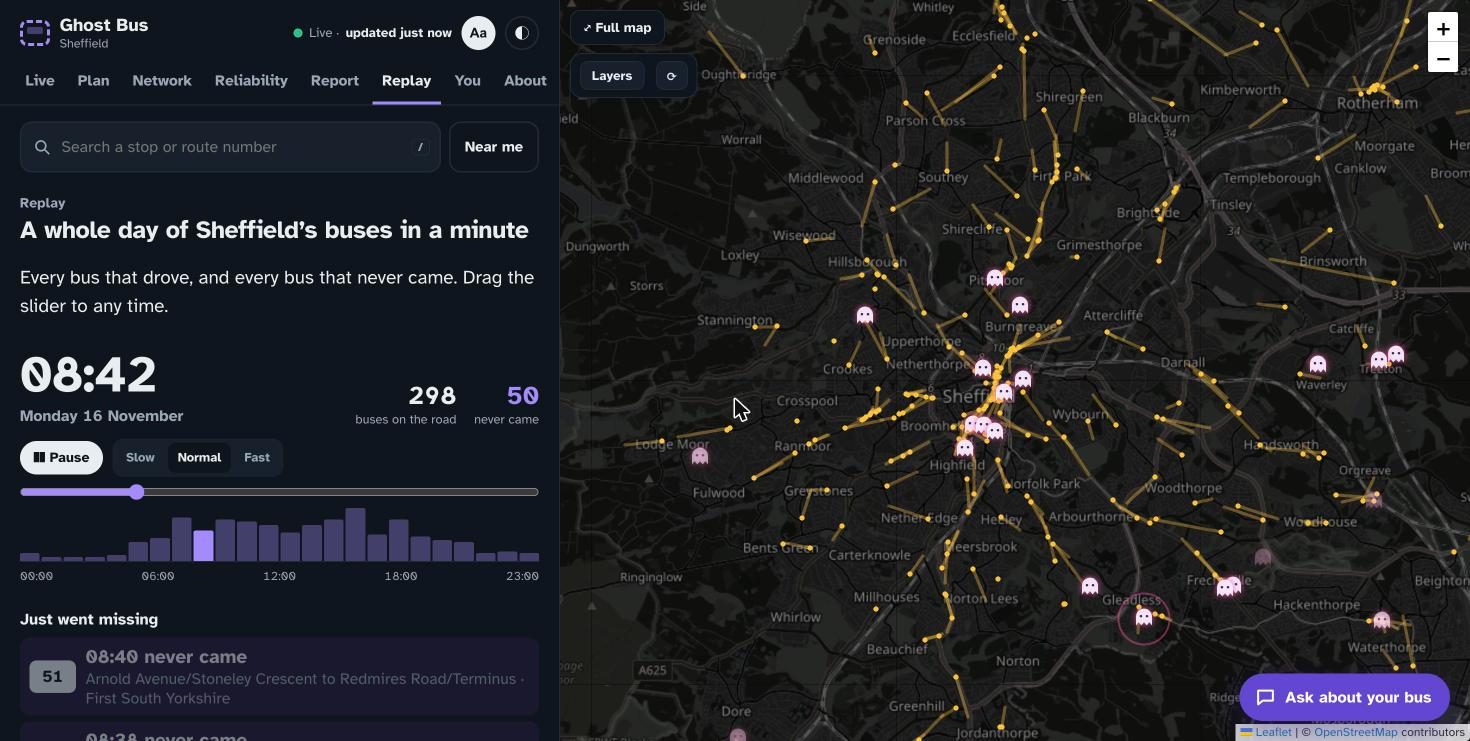 Ghost Bus
Sheffield
Live · updated just now
Aa
Live Plan Network Reliability Report Replay You About
Search a stop or route number
/
Near me
Replay
A whole day of Sheffield's buses in a minute
Every bus that drove, and every bus that never came. Drag the
slider to any time.
08:42
Monday 16 November
298
buses on the road
50
never came
Pause
Slow Normal Fast
00:00 06:00 12:00 18:00 23:00
Just went missing
51
08:40 never came
Arnold Avenue/Stoneley Crescent to Redmires Road/Terminus ·
First South Yorkshire
08:38 never came
Full map
Layers
+
−
Side
Whitley
Grenoside
Ecclesfield
Oughtibridge
Shiregreen
Kimberworth
Rotherham
Parson Cross
Blackburn
34
Worrall
Moorgate
Canklow
Middlewood
Southey
Firth Park
Templeborough
Brightside
Tinsley
34
Wisewood
Shirecliffe
Grimesthorpe
Dungworth
Loxley
Hillsborough
Brinsworth
Storrs
Pitsmoor
33
Stannington
Burngreave
Attercliffe
Catcliffe
Upperthorpe
10
Crookes
Netherthorpe
Darnall
Treeton
Waverley
6
Crosspool
Sheffi
Wybourn
Broomh
Lodge Moor
Ranmoor
Handsworth
Highfield
Orgreave
Fulwood
Greystones
Norfolk Park
Woodthorpe
Nether Edge
Heeley
Arbourthorne
Woodhouse
Bents Green
Carterknowle
Meersbrook
Ringinglow
Millhouses
Norton Lees
Gleadless
Frecheville
Beighton
Hackenthorpe
Whirlow
Beauchief
Norton
Waterthorpe
A625
Dore
Greenhill
Jordanthorpe
Ask about your bus
Leaflet | © OpenStreetMap contributors